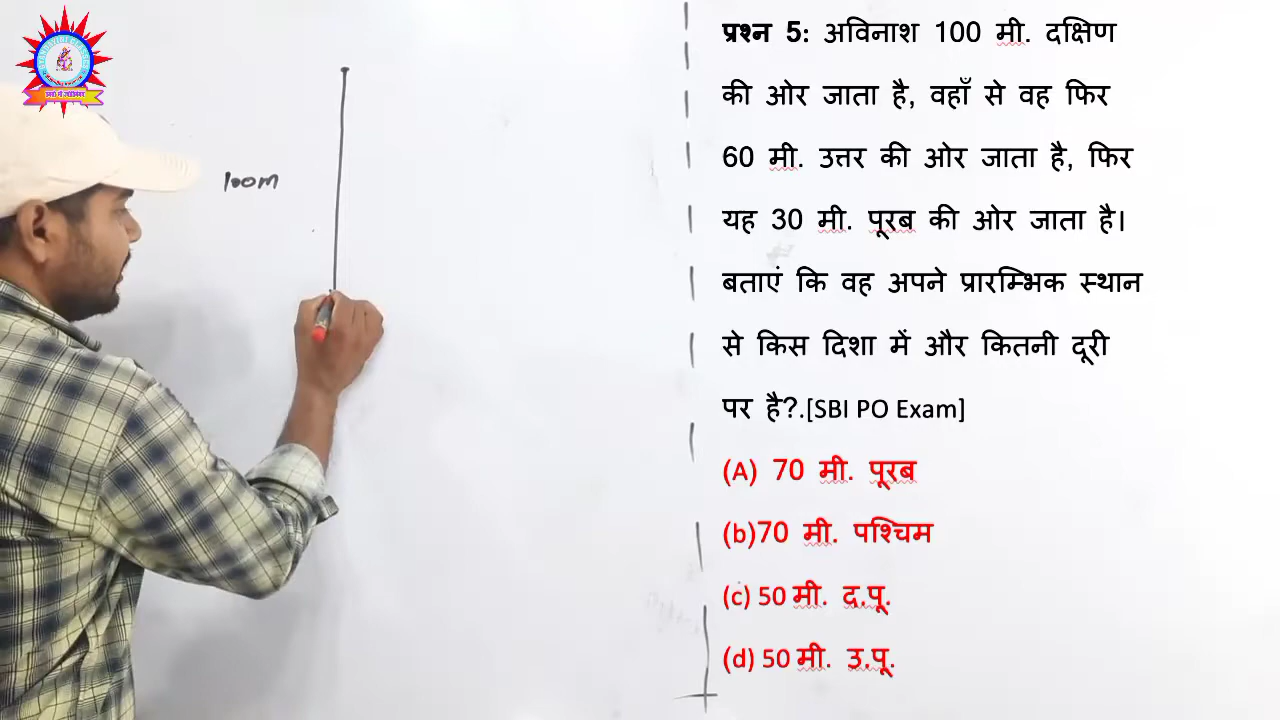 100m
प्रश्न 5: अविनाश 100 मी. दक्षिण
की ओर जाता है, वहाँ से वह फिर
60 मी. उत्तर की ओर जाता है, फिर
यह 30 मी. पूरब की ओर जाता है।
बताएं कि वह अपने प्रारम्भिक स्थान
से किस दिशा में और कितनी दूरी
पर है?.[SBI PO Exam]
(A) 70 मी. पूरब
(b)70 मी. पश्चिम
(c) 50 मी. द.पू.
(d) 50 मी. उ.पू.